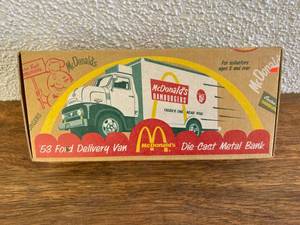 McDonald's
For collectors
ages 8 and over
McDonald's
McDonald's
HAMBURGERS
53 Ford Delivery Van
McDonald's
Die-Cast Metal Bank